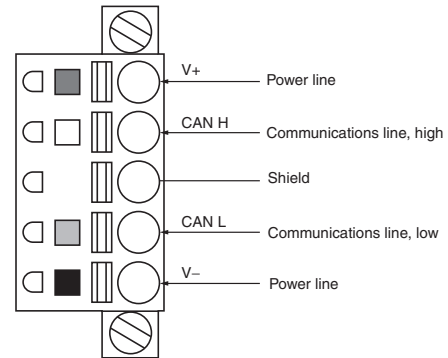 V+
Power line
CAN H
Communications line, high
Shield
CAN L
Communications line, low
V−
Power line